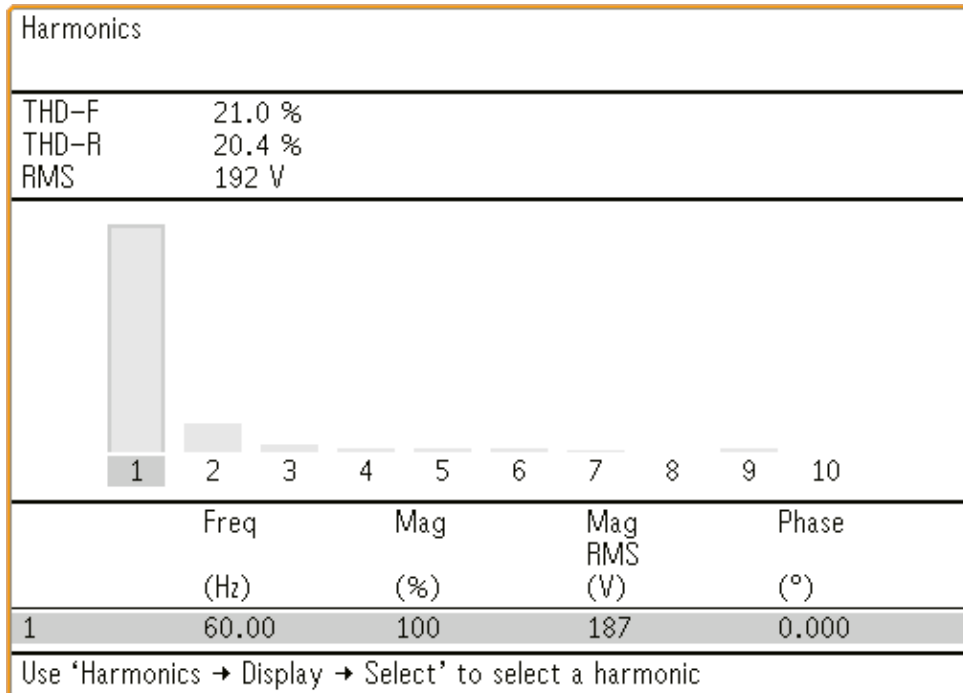 Harmonics
THD-F 21.0 %
THD-R 20.4 %
RMS 192 V
1 2 3 4 5 6 7 8 9 10
Freq Mag Mag Phase
RMS
(Hz) (%) (V) (°)
1 60.00 100 187 0.000
Use ‘Harmonics → Display → Select’ to select a harmonic